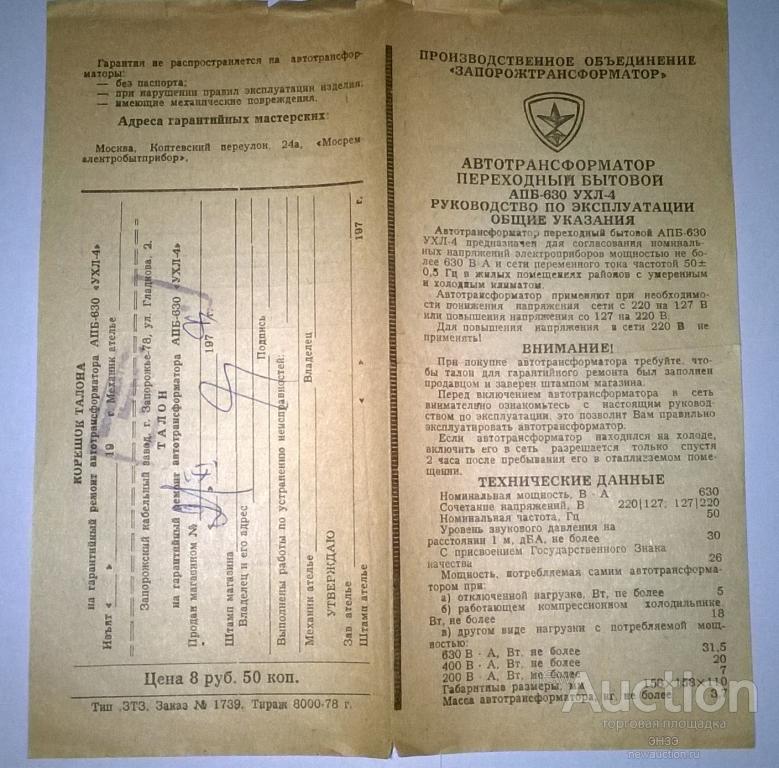 Гарантия не распространяется на автотрансфор-
маторы:
— без паспорта;
— при нарушении правил эксплуатации изделия;
— имеющие механические повреждения.
Адреса гарантийных мастерских:
Москва, Коптевский переулок, 24а, «Мосрем
электробытприбор»,
КОРЕШОК ТАЛОНА
на гарантийный ремонт автотрансформатора АПБ-630 «УХЛ-4»
Изъят « » 19 г. Механик ателье
Запорожский кабельный завод, г. Запорожье-78, ул. Гладкова, 2.
ТАЛОН
на гарантийный ремонт автотрансформатора АПБ-630 «УХЛ-4»
Продан магазином № 197 г.
Штамп магазина
Владелец и его адрес
Подпись
Выполнены работы по устранению неисправностей:
Механик ателье Владелец
УТВЕРЖДАЮ
Зав ателье
Штамп ателье « » 197 г.
Цена 8 руб. 50 коп.
Тип ЗТЗ. Заказ № 1739. Тираж 8000-78 г.
ПРОИЗВОДСТВЕННОЕ ОБЪЕДИНЕНИЕ
«ЗАПОРОЖТРАНСФОРМАТОР»
АВТОТРАНСФОРМАТОР
ПЕРЕХОДНЫЙ БЫТОВОЙ
АПБ-630 УХЛ-4
РУКОВОДСТВО ПО ЭКСПЛУАТАЦИИ
ОБЩИЕ УКАЗАНИЯ
Автотрансформатор переходный бытовой АПБ-630
УХЛ-4 предназначен для согласования номиналь-
ных напряжений электроприборов мощностью не бо-
лее 630 В А и сети переменного тока частотой 50±
0,5 Гц в жилых помещениях районов с умеренным
и холодным климатом.
Автотрансформатор применяют при необходимо-
сти понижения напряжения сети с 220 на 127 В
или повышения напряжения со 127 на 220 В.
Для повышения напряжения в сети 220 В не
применять!
ВНИМАНИЕ!
При покупке автотрансформатора требуйте, что-
бы талон для гарантийного ремонта был заполнен
продавцом и заверен штампом магазина.
Перед включением автотрансформатора в сеть
внимательно ознакомьтесь с настоящим руковод-
ством по эксплуатации, это позволит Вам правильно
эксплуатировать автотрансформатор.
Если автотрансформатор находился на холоде,
включить его в сеть разрешается только спустя
2 часа после пребывания его в отапливаемом поме-
щении.
ТЕХНИЧЕСКИЕ ДАННЫЕ
Номинальная мощность, В · А 630
Сочетание напряжений, В 220|127; 127|220
Номинальная частота, Гц 50
Уровень звукового давления на
расстоянии 1 м, дБА, не более 30
С присвоением Государственного Знака
качества 26
Мощность, потребляемая самим автотрансформа-
тором при:
а) отключенной нагрузке, Вт, не более 5
б) работающем компрессионном холодильнике
Вт, не более 18
в) другом виде нагрузки с потребляемой мощ-
ностью:
630 В · А, Вт, не более 31,5
400 В · А, Вт, не более 20
200 В · А, Вт, не более 7
Габаритные размеры, мм 158×158×110
Масса автотрансформатора, кг, не более 3,7
Auction
торговая площадка
ЭНЗЭ
newauction.ru